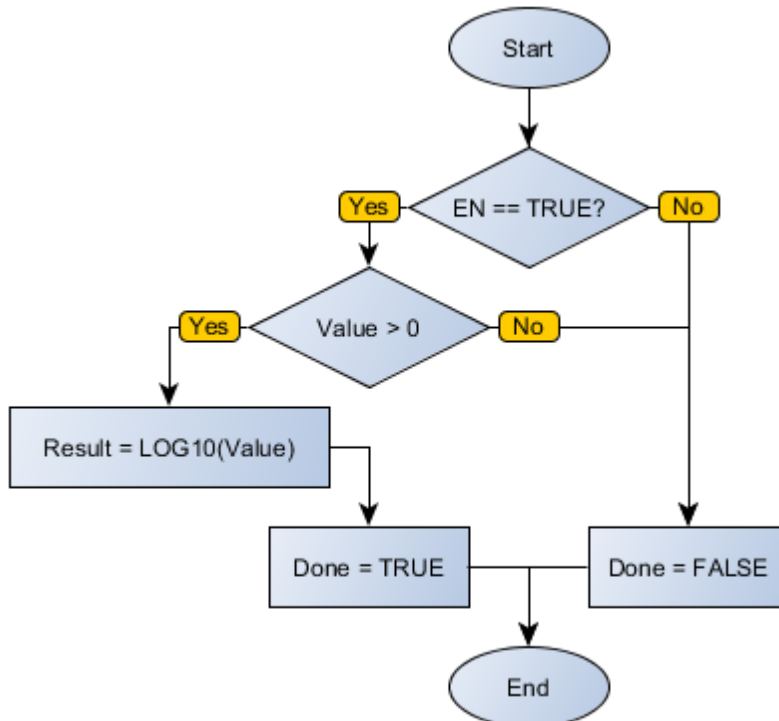 Start
EN == TRUE?
Yes
No
Value > 0
Yes
No
Result = LOG10(Value)
Done = TRUE
Done = FALSE
End